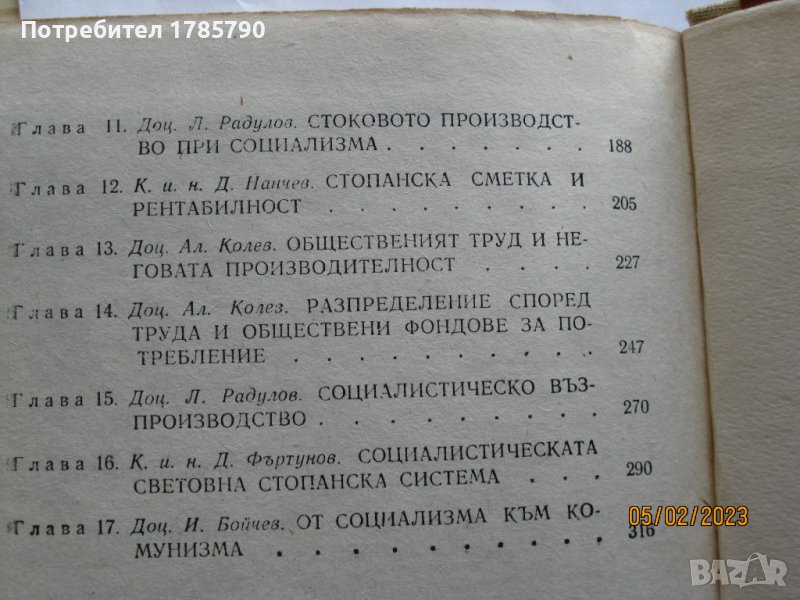 Потребител 1785790
Глава 11. Доц. Л. Радулов. СТОКОВОТО ПРОИЗВОДСТ-
ВО ПРИ СОЦИАЛИЗМА . . . . . . . 188
Глава 12. К. и. н. Д. Нанчев. СТОПАНСКА СМЕТКА И
РЕНТАБИЛНОСТ . . . . . . . . . 205
Глава 13. Доц. Ал. Колев. ОБЩЕСТВЕНИЯТ ТРУД И НЕ-
ГОВАТА ПРОИЗВОДИТЕЛНОСТ . . . . 227
Глава 14. Доц. Ал. Колев. РАЗПРЕДЕЛЕНИЕ СПОРЕД
ТРУДА И ОБЩЕСТВЕНИ ФОНДОВЕ ЗА ПО-
ТРЕБЛЕНИЕ . . . . . . . . . . 247
Глава 15. Доц. Л. Радулов. СОЦИАЛИСТИЧЕСКО ВЪЗ-
ПРОИЗВОДСТВО . . . . . . . . . 270
Глава 16. К. и. н. Д. Фъртунов. СОЦИАЛИСТИЧЕСКАТА
СВЕТОВНА СТОПАНСКА СИСТЕМА . . . 290
Глава 17. Доц. И. Бойчев. ОТ СОЦИАЛИЗМА КЪМ КО-
МУНИЗМА . . . . . . . . . . . 316
05/02/2023
BAZAR